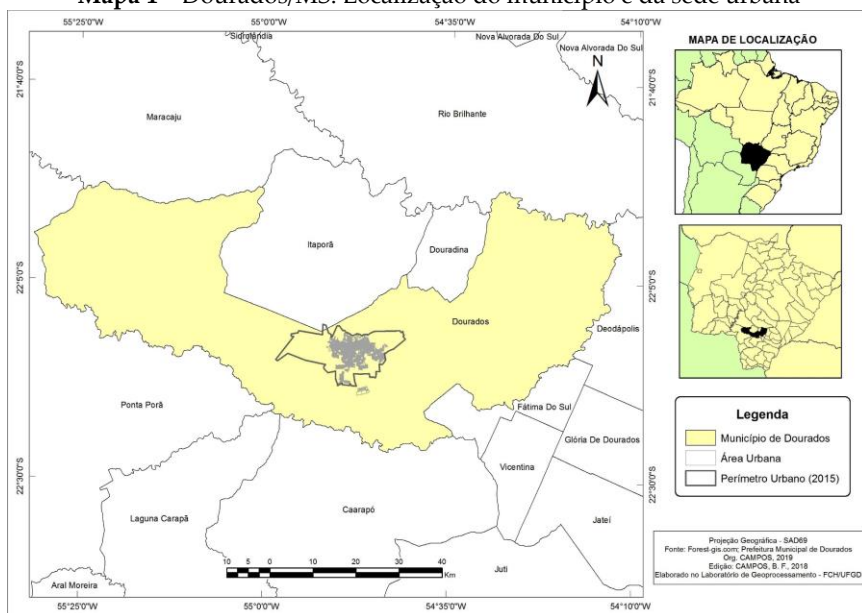 Mapa 1 - Dourados/MS: Localização do município e da sede urbana
55°25'0"S
55°0'0"S
54°35'0"S
54°10'0"S
MAPA DE LOCALIZAÇÃO
Sidrolândia
Nova Alvorada Do Sul
Nova Alvorada Do Sul
N
21°40'0"S
21°40'0"S
Maracaju
Rio Brilhante
Itaporã
Douradina
22°5'0"S
22°5'0"S
Dourados
Deodápolis
Ponta Porã
Fátima Do Sul
Glória De Dourados
Vicentina
22°30'0"S
22°30'0"S
Laguna Carapã
Caarapó
Jateí
Juti
Aral Moreira
10 5 0 10 20 30 40
Km
55°25'0"S
55°0'0"S
54°35'0"S
54°10'0"S
Legenda
Município de Dourados
Área Urbana
Perímetro Urbano (2015)
Projeção Geográfica - SAD69
Fonte: Forest-gis.com; Prefeitura Municipal de Dourados
Org. CAMPOS, 2019
Edição: CAMPOS, B. F., 2018
Elaborado no Laboratório de Geoprocessamento - FCH/UFGD